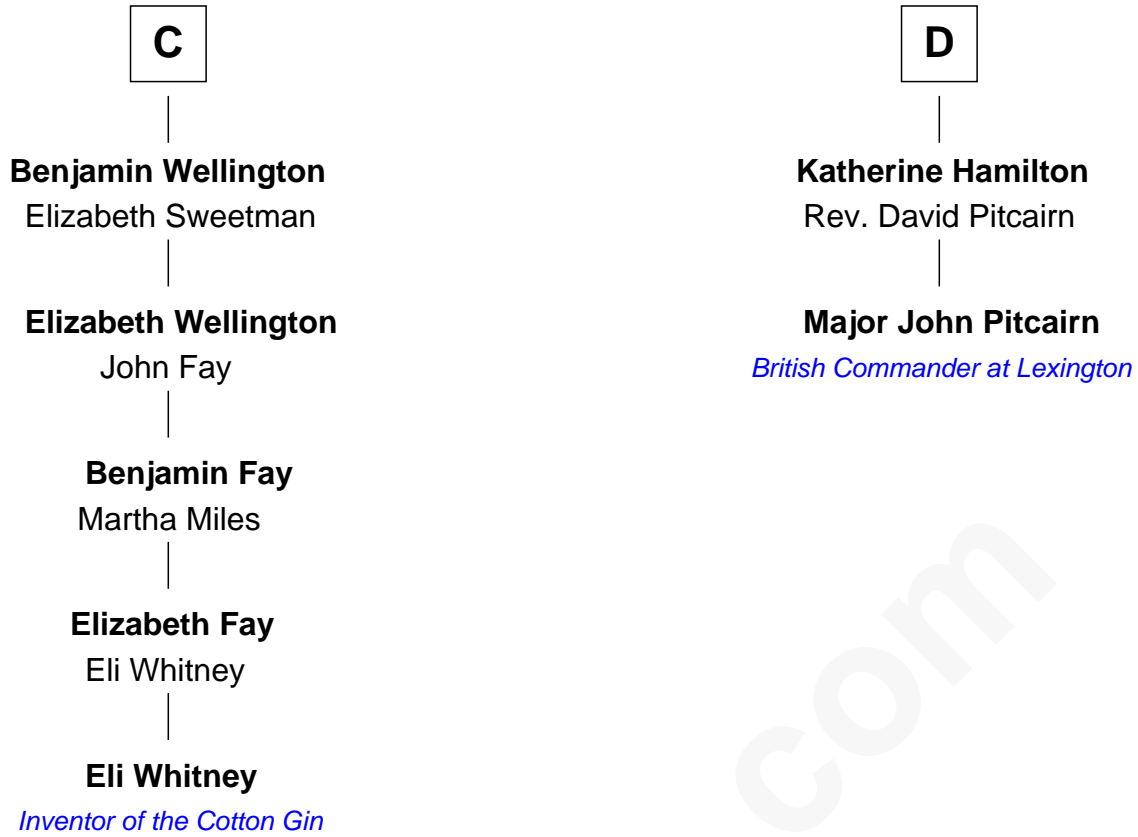 C
Benjamin Wellington
Elizabeth Sweetman
Elizabeth Wellington
John Fay
Benjamin Fay
Martha Miles
Elizabeth Fay
Eli Whitney
Eli Whitney
Inventor of the Cotton Gin
D
Katherine Hamilton
Rev. David Pitcairn
Major John Pitcairn
British Commander at Lexington
com